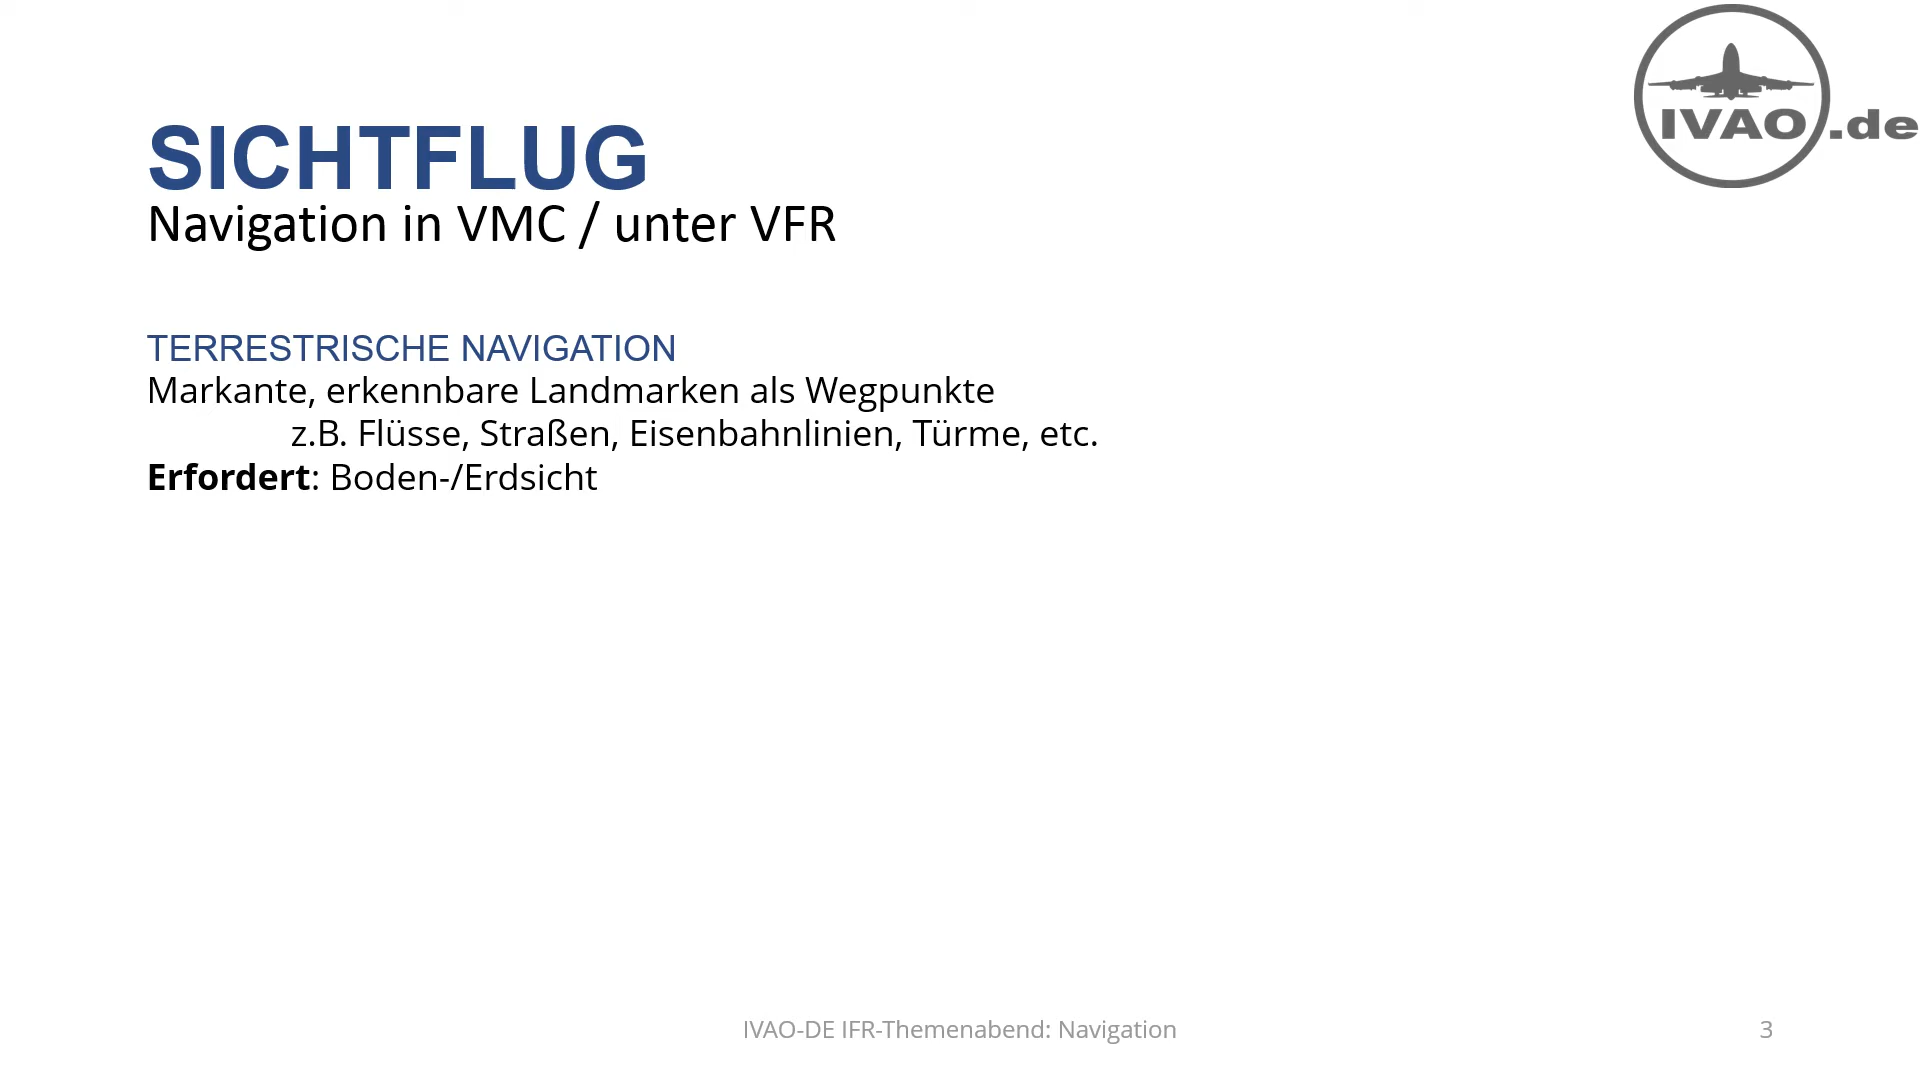 IVAO.de
SICHTFLUG
Navigation in VMC / unter VFR
TERRESTRISCHE NAVIGATION
Markante, erkennbare Landmarken als Wegpunkte
z.B. Flüsse, Straßen, Eisenbahnlinien, Türme, etc.
Erfordert: Boden-/Erdsicht
IVAO-DE IFR-Themenabend: Navigation
3